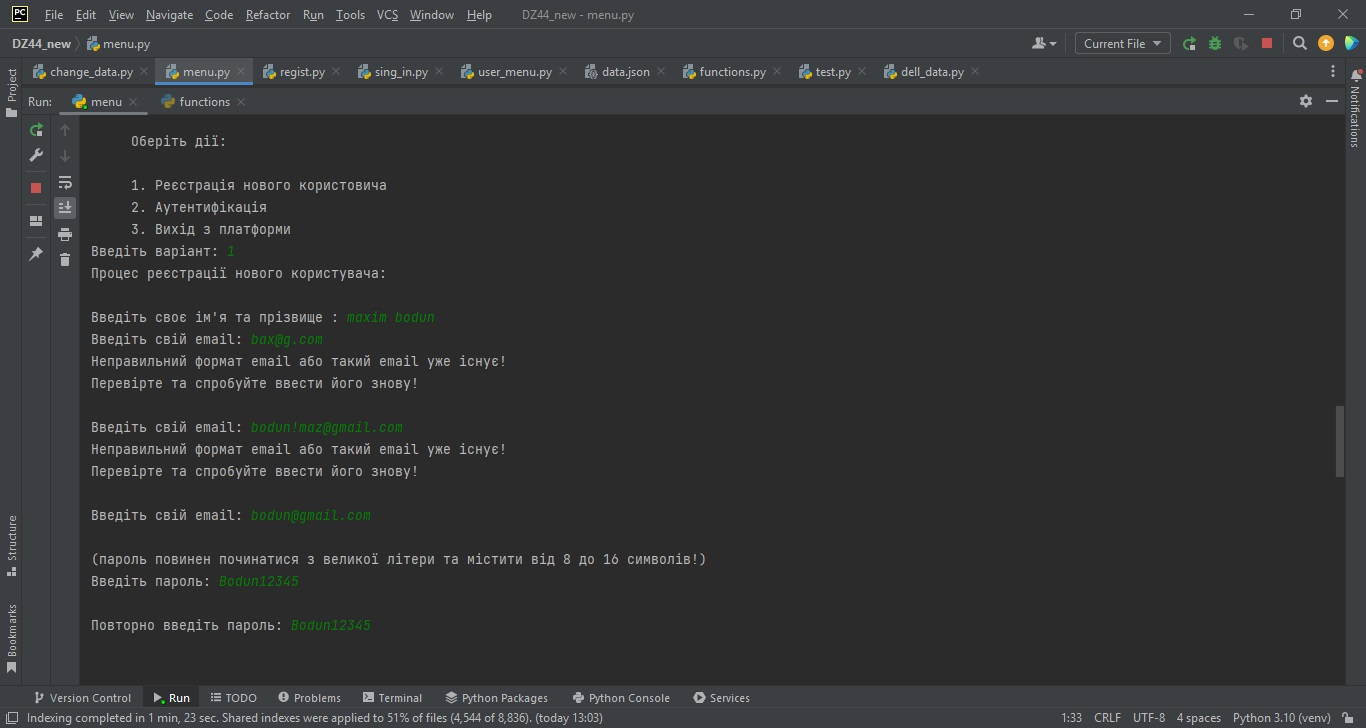 PC File Edit View Navigate Code Refactor Run Tools VCS Window Help DZ44_new - menu.py
DZ44_new menu.py Current File
change_data.py menu.py regist.py sing_in.py user_menu.py data.json functions.py test.py dell_data.py
Project
Notifications
Run: menu functions
Оберіть дії:
1. Реєстрація нового користовича
2. Аутентифікація
3. Вихід з платформи
Введіть варіант: 1
Процес реєстрації нового користувача:
Введіть своє ім'я та прізвище : maxim bodun
Введіть свій email: bax@g.com
Неправильний формат email або такий email уже існує!
Перевірте та спробуйте ввести його знову!
Введіть свій email: bodun!maz@gmail.com
Неправильний формат email або такий email уже існує!
Перевірте та спробуйте ввести його знову!
Введіть свій email: bodun@gmail.com
(пароль повинен починатися з великої літери та містити від 8 до 16 символів!)
Введіть пароль: Bodun12345
Повторно введіть пароль: Bodun12345
Structure
Bookmarks
Version Control Run TODO Problems Terminal Python Packages Python Console Services
Indexing completed in 1 min, 23 sec. Shared indexes were applied to 51% of files (4,544 of 8,836). (today 13:03) 1:33 CRLF UTF-8 4 spaces Python 3.10 (venv)